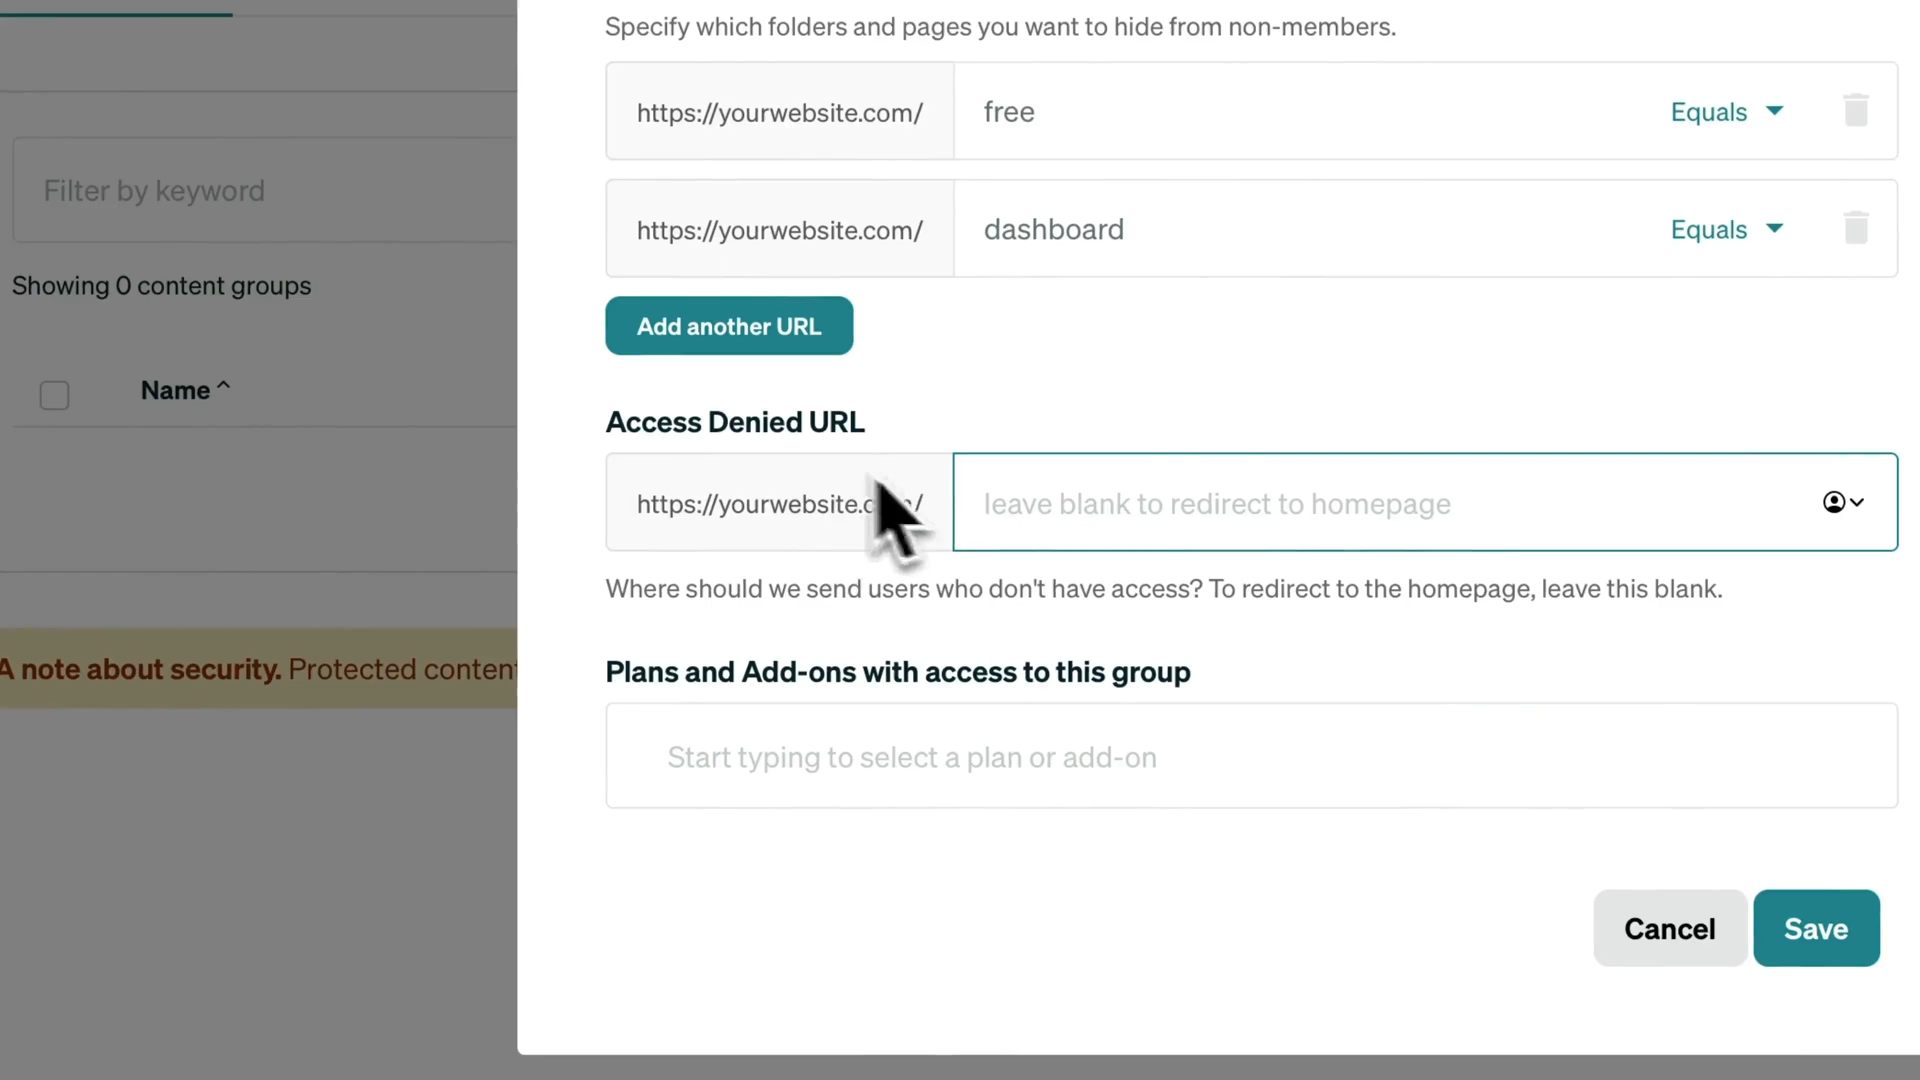 Specify which folders and pages you want to hide from non-members.
https://yourwebsite.com/ free Equals
https://yourwebsite.com/ dashboard Equals
Filter by keyword
Showing 0 content groups
Add another URL
Name
Access Denied URL
https://yourwebsite.com/ leave blank to redirect to homepage
Where should we send users who don't have access? To redirect to the homepage, leave this blank.
A note about security. Protected content
Plans and Add-ons with access to this group
Start typing to select a plan or add-on
Cancel Save